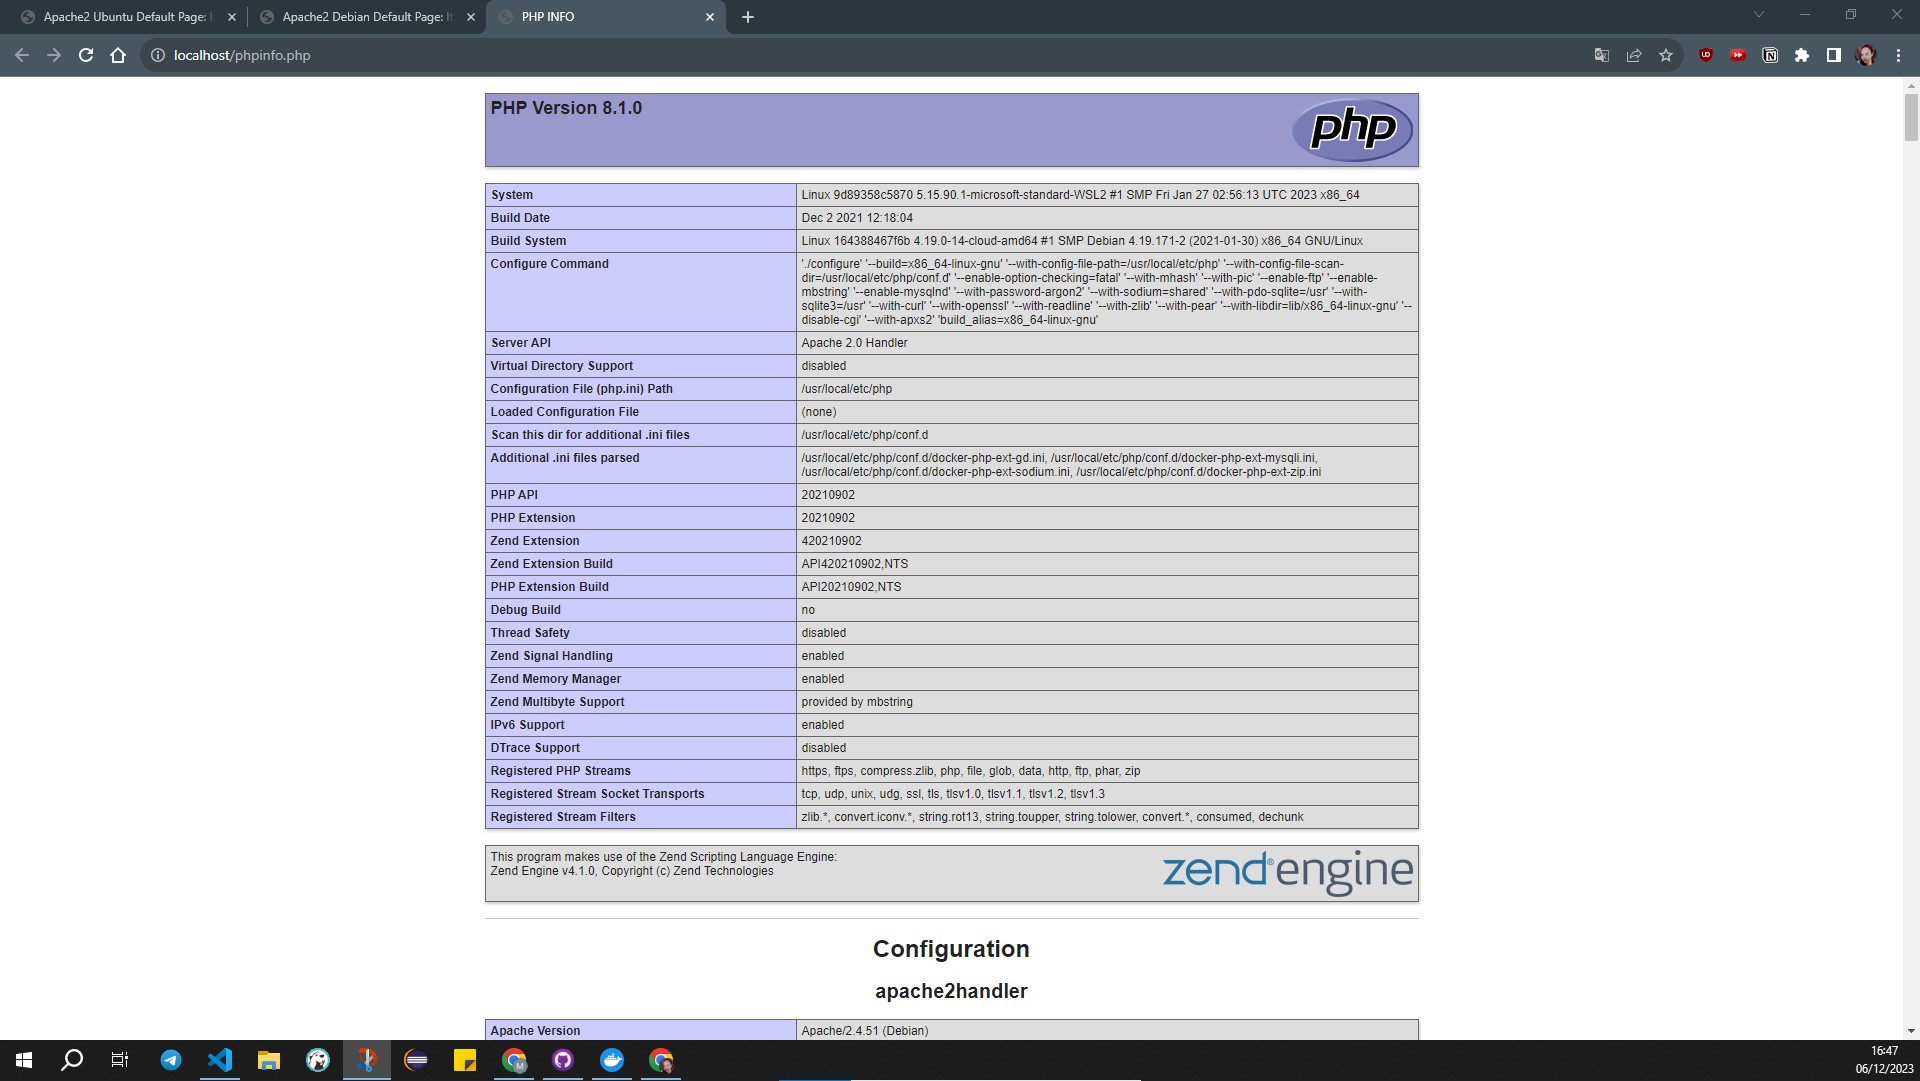 Apache2 Ubuntu Default Page: I
Apache2 Debian Default Page: It
PHP INFO
localhost/phpinfo.php
PHP Version 8.1.0
php
System Linux 9d89358c5870 5.15.90.1-microsoft-standard-WSL2 #1 SMP Fri Jan 27 02:56:13 UTC 2023 x86_64
Build Date Dec 2 2021 12:18:04
Build System Linux 164388467f6b 4.19.0-14-cloud-amd64 #1 SMP Debian 4.19.171-2 (2021-01-30) x86_64 GNU/Linux
Configure Command './configure' '--build=x86_64-linux-gnu' '--with-config-file-path=/usr/local/etc/php' '--with-config-file-scan-
dir=/usr/local/etc/php/conf.d' '--enable-option-checking=fatal' '--with-mhash' '--with-pic' '--enable-ftp' '--enable-
mbstring' '--enable-mysqlnd' '--with-password-argon2' '--with-sodium=shared' '--with-pdo-sqlite=/usr' '--with-
sqlite3=/usr' '--with-curl' '--with-openssl' '--with-readline' '--with-zlib' '--with-pear' '--with-libdir=lib/x86_64-linux-gnu' '--
disable-cgi' '--with-apxs2' 'build_alias=x86_64-linux-gnu'
Server API Apache 2.0 Handler
Virtual Directory Support disabled
Configuration File (php.ini) Path /usr/local/etc/php
Loaded Configuration File (none)
Scan this dir for additional .ini files /usr/local/etc/php/conf.d
Additional .ini files parsed /usr/local/etc/php/conf.d/docker-php-ext-gd.ini, /usr/local/etc/php/conf.d/docker-php-ext-mysqli.ini,
/usr/local/etc/php/conf.d/docker-php-ext-sodium.ini, /usr/local/etc/php/conf.d/docker-php-ext-zip.ini
PHP API 20210902
PHP Extension 20210902
Zend Extension 420210902
Zend Extension Build API420210902,NTS
PHP Extension Build API20210902,NTS
Debug Build no
Thread Safety disabled
Zend Signal Handling enabled
Zend Memory Manager enabled
Zend Multibyte Support provided by mbstring
IPv6 Support enabled
DTrace Support disabled
Registered PHP Streams https, ftps, compress.zlib, php, file, glob, data, http, ftp, phar, zip
Registered Stream Socket Transports tcp, udp, unix, udg, ssl, tls, tlsv1.0, tlsv1.1, tlsv1.2, tlsv1.3
Registered Stream Filters zlib.*, convert.iconv.*, string.rot13, string.toupper, string.tolower, convert.*, consumed, dechunk
This program makes use of the Zend Scripting Language Engine:
Zend Engine v4.1.0, Copyright (c) Zend Technologies
zend®engine
Configuration
apache2handler
Apache Version Apache/2.4.51 (Debian)
16:47
06/12/2023